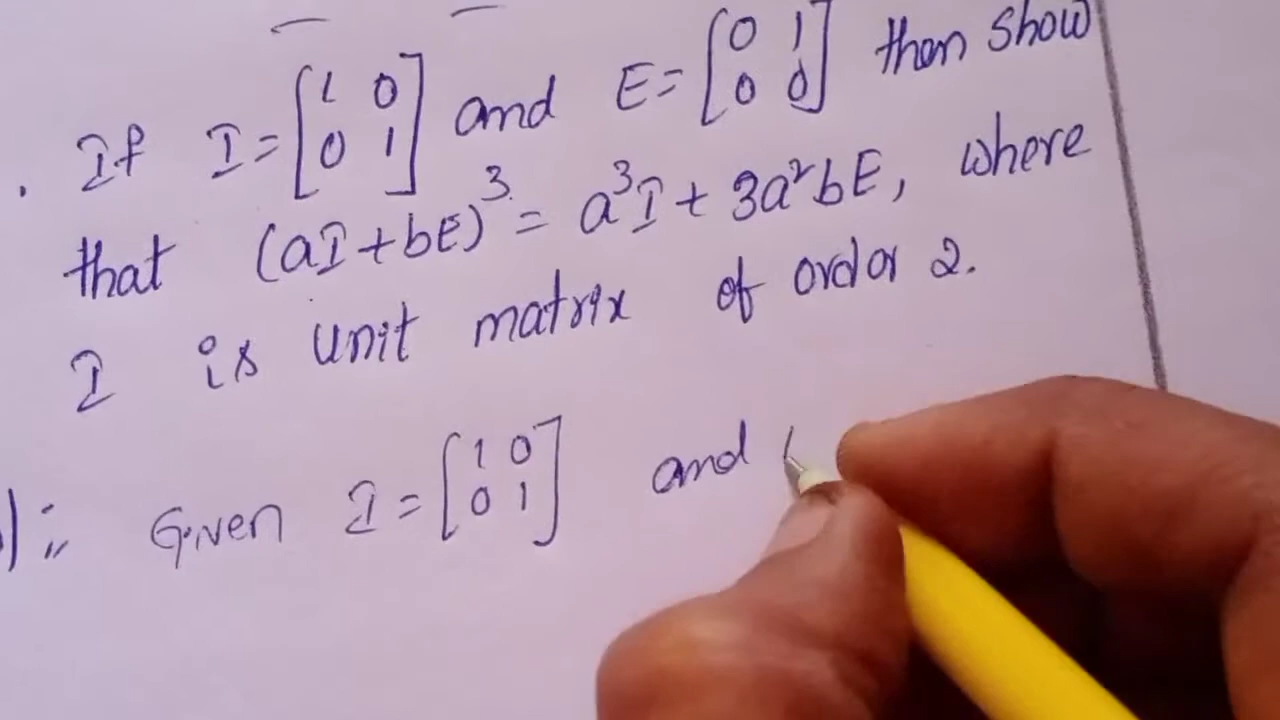 . If I = [1 0 0 1] and E = [0 1 0 0] then show
that (aI+bE)³ = a³I + 3a²bE, where
I is unit matrix of order 2.
Given I = [1 0 0 1] and